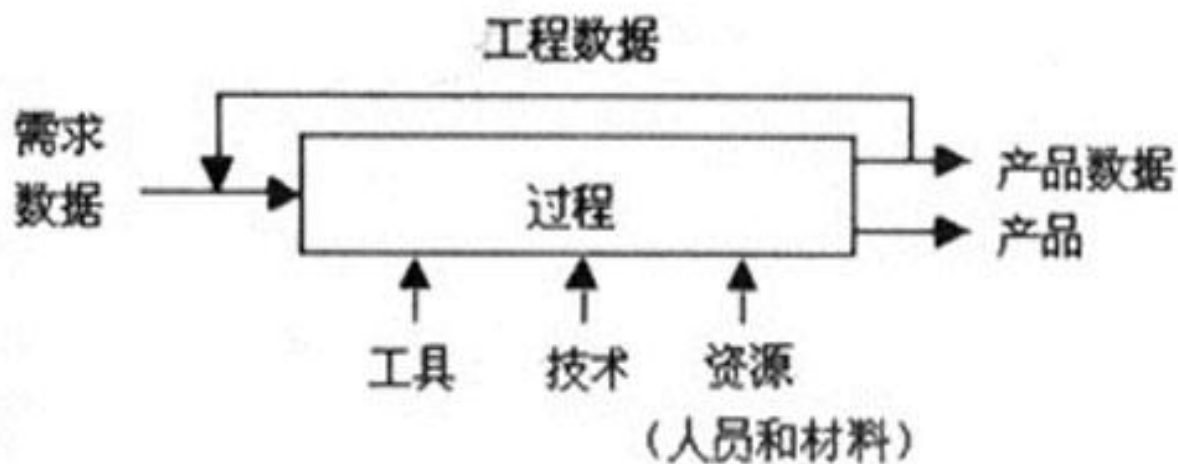 工程数据
需求
数据
过程
产品数据
产品
工具 技术 资源
（人员和材料）